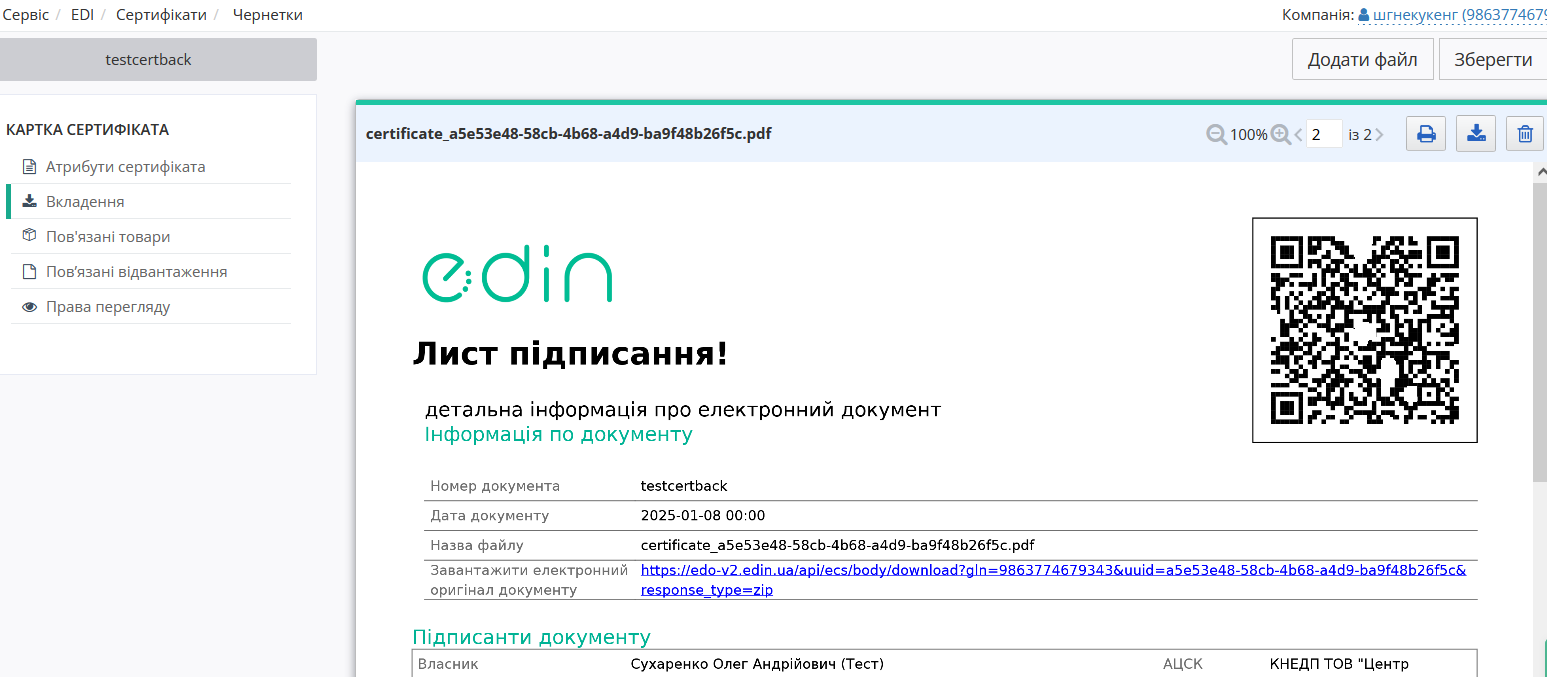 Сервіс / EDI / Сертифікати / Чернетки
Компанія: шгнекукенг (9863774679
testcertback
Додати файл
Зберегти
КАРТКА СЕРТИФІКАТА
Атрибути сертифіката
Вкладення
Пов'язані товари
Пов'язані відвантаження
Права перегляду
certificate_a5e53e48-58cb-4b68-a4d9-ba9f48b26f5c.pdf
100% 2 із 2
edin
Лист підписання!
детальна інформація про електронний документ
Інформація по документу
Номер документа testcertback
Дата документу 2025-01-08 00:00
Назва файлу certificate_a5e53e48-58cb-4b68-a4d9-ba9f48b26f5c.pdf
Завантажити електронний оригінал документу
https://edo-v2.edin.ua/api/ecs/body/download?gln=9863774679343&uuid=a5e53e48-58cb-4b68-a4d9-ba9f48b26f5c&
response_type=zip
Підписанти документу
Власник Сухаренко Олег Андрійович (Тест) АЦСК КНЕДП ТОВ "Центр